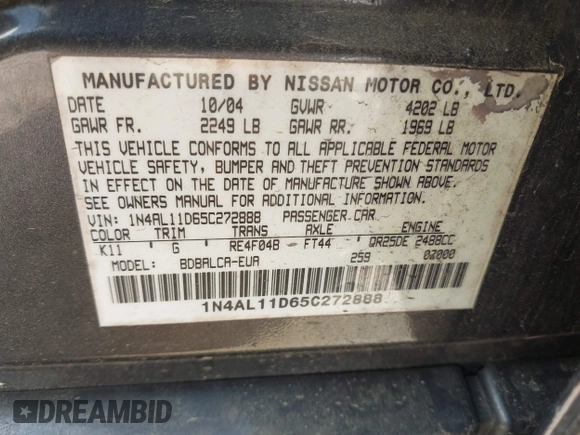 MANUFACTURED BY NISSAN MOTOR CO., LTD.
DATE 10/04 GVWR 4202 LB
GAWR FR. 2249 LB GAWR RR. 1969 LB
THIS VEHICLE CONFORMS TO ALL APPLICABLE FEDERAL MOTOR
VEHICLE SAFETY, BUMPER AND THEFT PREVENTION STANDARDS
IN EFFECT ON THE DATE OF MANUFACTURE SHOWN ABOVE.
SEE OWNERS MANUAL FOR ADDITIONAL INFORMATION
VIN: 1N4AL11D65C272888 PASSENGER CAR
COLOR TRIM TRANS AXLE ENGINE
K11 G RE4F04B FT44 QR25DE 2488CC
MODEL: BDBALCA-EUA 259 07000
1N4AL11D65C272888
DREAMBID